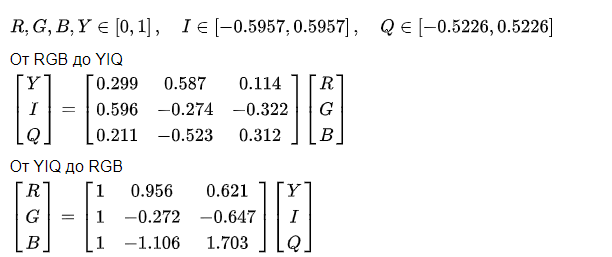 R, G, B, Y ∈ [0, 1] , I ∈ [−0.5957, 0.5957] , Q ∈ [−0.5226, 0.5226]
От RGB до YIQ
[Y] [0.299 0.587 0.114] [R]
[I] = [0.596 −0.274 −0.322] [G]
[Q] [0.211 −0.523 0.312] [B]
От YIQ до RGB
[R] [1 0.956 0.621] [Y]
[G] = [1 −0.272 −0.647] [I]
[B] [1 −1.106 1.703] [Q]